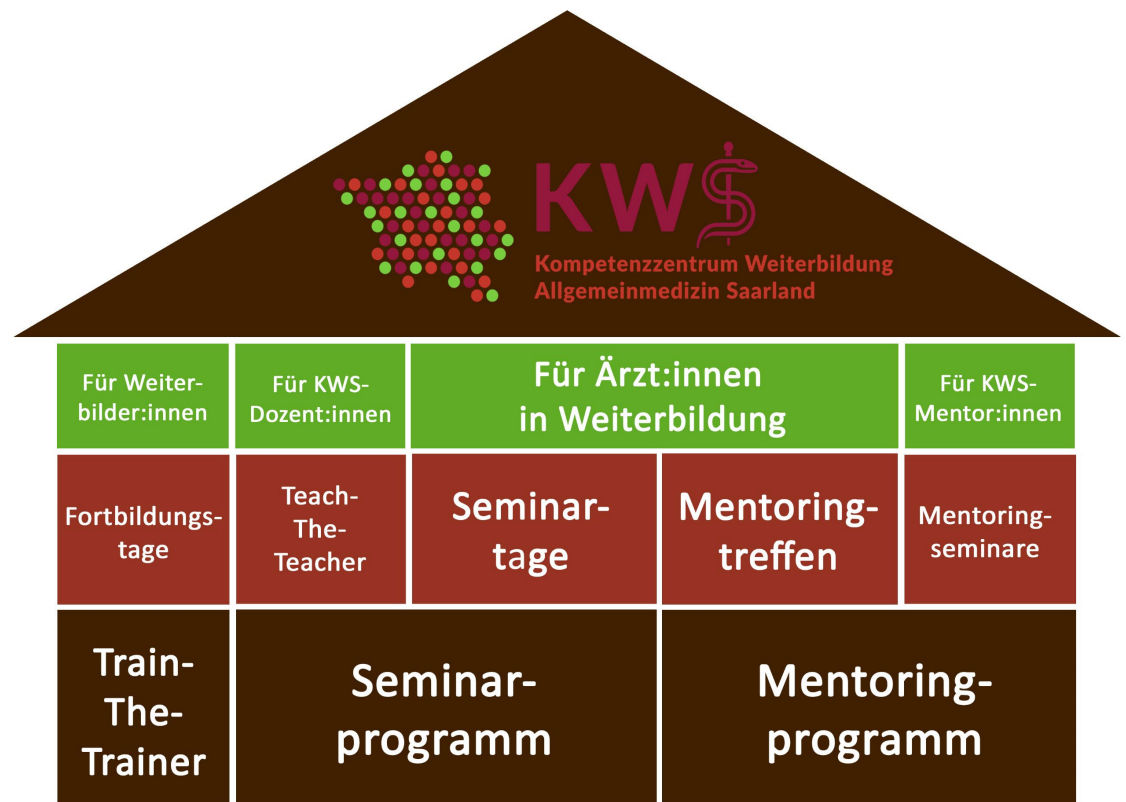 KWS
Kompetenzzentrum Weiterbildung
Allgemeinmedizin Saarland
Für Weiter-
bilder:innen
Für KWS-
Dozent:innen
Für Ärzt:innen
in Weiterbildung
Für KWS-
Mentor:innen
Fortbildungs-
tage
Teach-
The-
Teacher
Seminar-
tage
Mentoring-
treffen
Mentoring-
seminare
Train-
The-
Trainer
Seminar-
programm
Mentoring-
programm